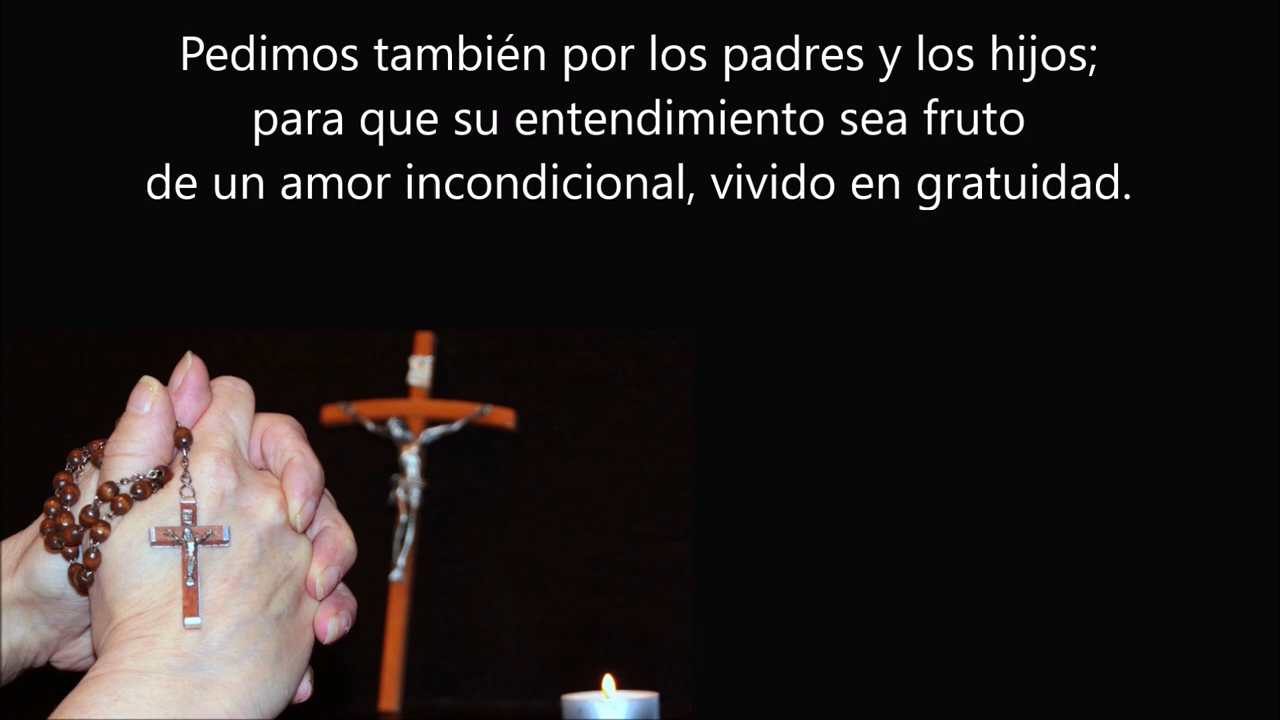 Pedimos también por los padres y los hijos;
para que su entendimiento sea fruto
de un amor incondicional, vivido en gratuidad.